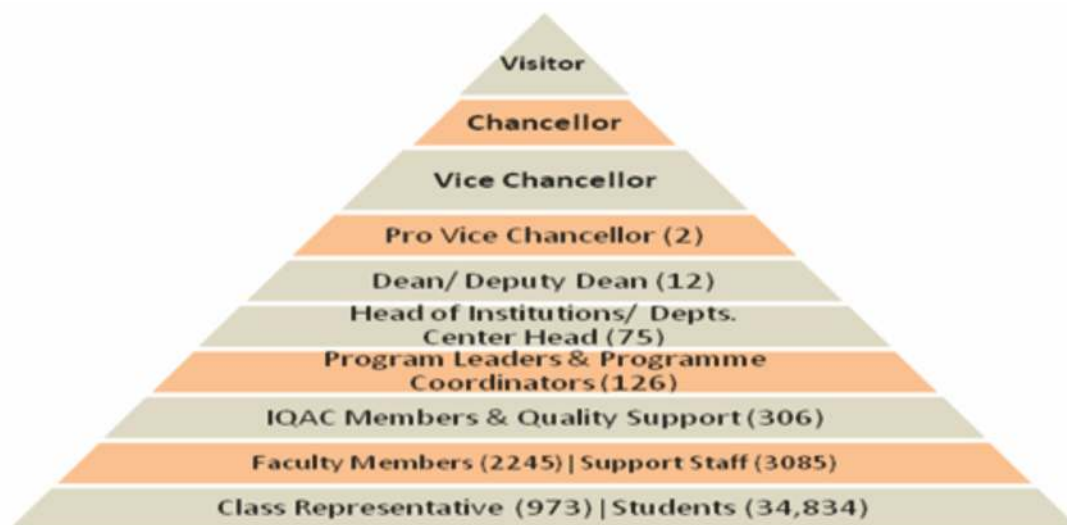 Visitor
Chancellor
Vice Chancellor
Pro Vice Chancellor (2)
Dean/ Deputy Dean (12)
Head of Institutions/ Depts.
Center Head (75)
Program Leaders & Programme
Coordinators (126)
IQAC Members & Quality Support (306)
Faculty Members (2245) | Support Staff (3085)
Class Representative (973) | Students (34,834)